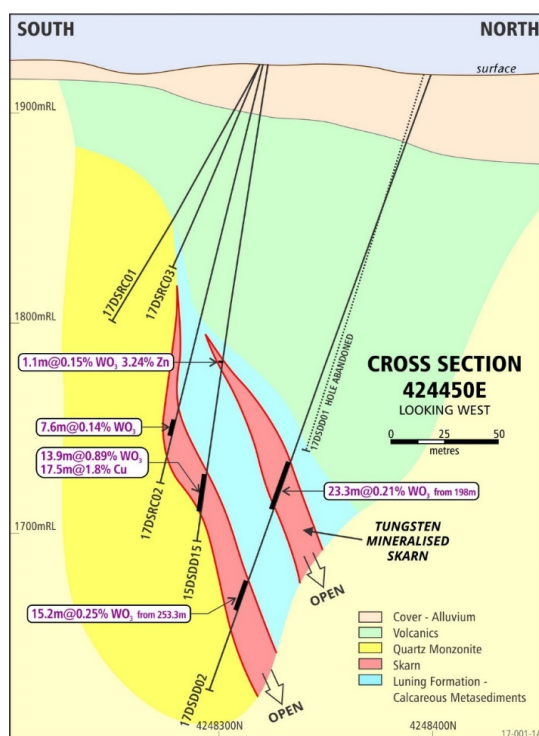 SOUTH
NORTH
surface
1900mRL
17DSRC01
17DSRC03
1800mRL
1.1m@0.15% WO₃ 3.24% Zn
17DSDD01 HOLE ABANDONED
CROSS SECTION
424450E
LOOKING WEST
0 25 50
metres
7.6m@0.14% WO₃
13.9m@0.89% WO₃
17.5m@1.8% Cu
17DSRC02
23.3m@0.21% WO₃ from 198m
1700mRL
15DSDD15
TUNGSTEN
MINERALISED
SKARN
OPEN
15.2m@0.25% WO₃ from 253.3m
17DSDD02
OPEN
Cover - Alluvium
Volcanics
Quartz Monzonite
Skarn
Luning Formation -
Calcareous Metasediments
4248300N
4248400N